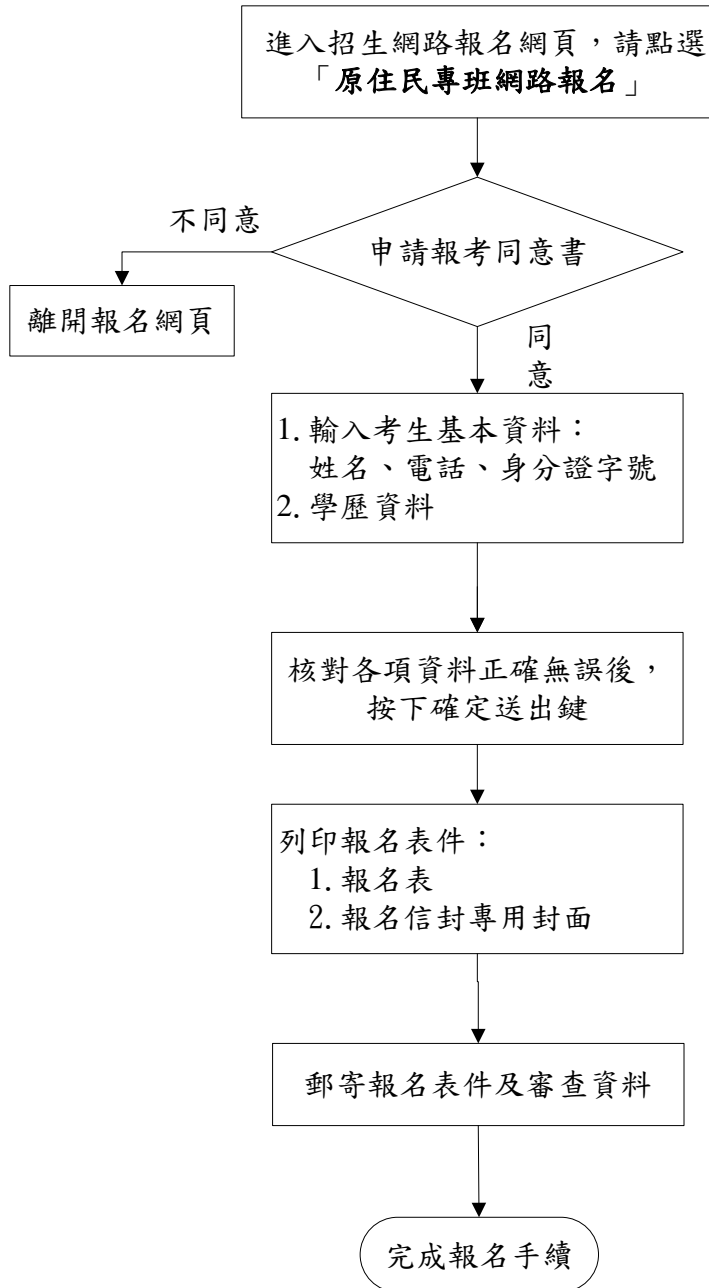 進入招生網路報名網頁，請點選
「原住民專班網路報名」
不同意
申請報考同意書
離開報名網頁
同
意
1. 輸入考生基本資料：
姓名、電話、身分證字號
2. 學歷資料
核對各項資料正確無誤後，
按下確定送出鍵
列印報名表件：
1. 報名表
2. 報名信封專用封面
郵寄報名表件及審查資料
完成報名手續